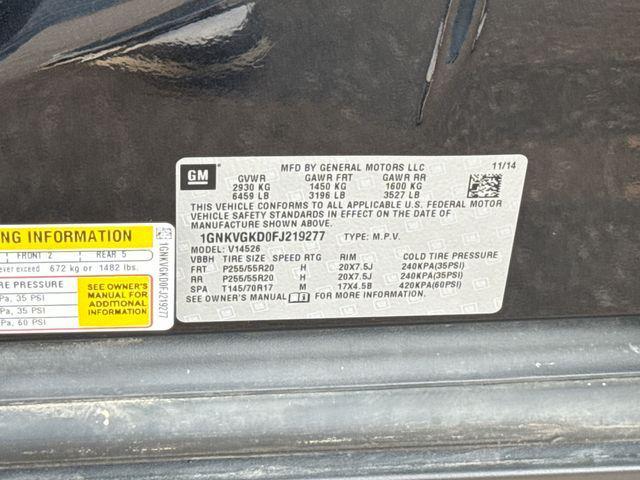 GM
MFD BY GENERAL MOTORS LLC
11/14
GVWR GAWR FRT GAWR RR
2930 KG 1450 KG 1600 KG
6459 LB 3196 LB 3527 LB
THIS VEHICLE CONFORMS TO ALL APPLICABLE U.S. FEDERAL MOTOR
VEHICLE SAFETY STANDARDS IN EFFECT ON THE DATE OF
MANUFACTURE SHOWN ABOVE.
1GNKVGKD0FJ219277 TYPE: M.P.V.
MODEL: V14526
VBBH TIRE SIZE SPEED RTG RIM COLD TIRE PRESSURE
FRT P255/55R20 H 20X7.5J 240KPA(35PSI)
RR P255/55R20 H 20X7.5J 240KPA(35PSI)
SPA T145/70R17 M 17X4.5B 420KPA(60PSI)
SEE OWNER'S MANUAL FOR MORE INFORMATION.
NG INFORMATION
FRONT 2 REAR 5
ever exceed 672 kg or 1482 lbs.
RE PRESSURE
Pa, 35 PSI
Pa, 35 PSI
Pa, 60 PSI
SEE OWNER'S
MANUAL FOR
ADDITIONAL
INFORMATION
1GNKVGKD0FJ219277